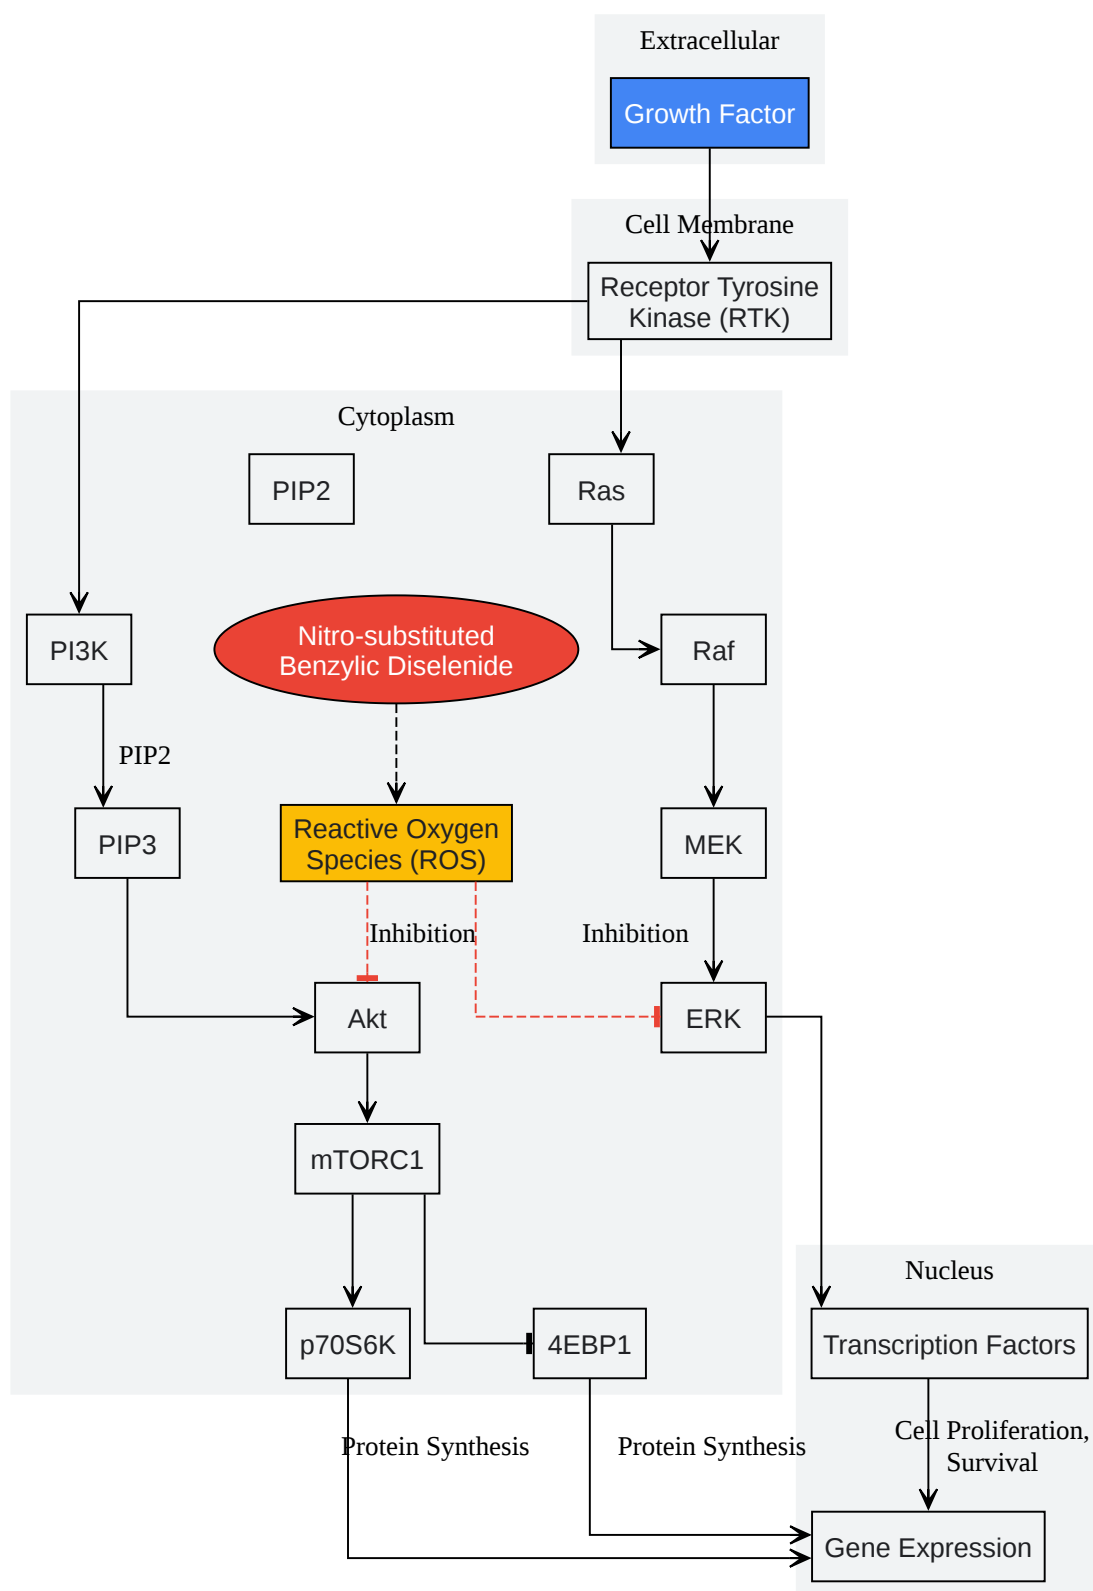 Extracellular
Growth Factor
Cell Membrane
Receptor Tyrosine
Kinase (RTK)
Cytoplasm
PIP2
Ras
PI3K
Nitro-substituted
Benzylic Diselenide
Raf
PIP2
PIP3
Reactive Oxygen
Species (ROS)
MEK
Inhibition
Inhibition
Akt
ERK
mTORC1
Nucleus
p70S6K
4EBP1
Transcription Factors
Protein Synthesis
Protein Synthesis
Cell Proliferation,
Survival
Gene Expression